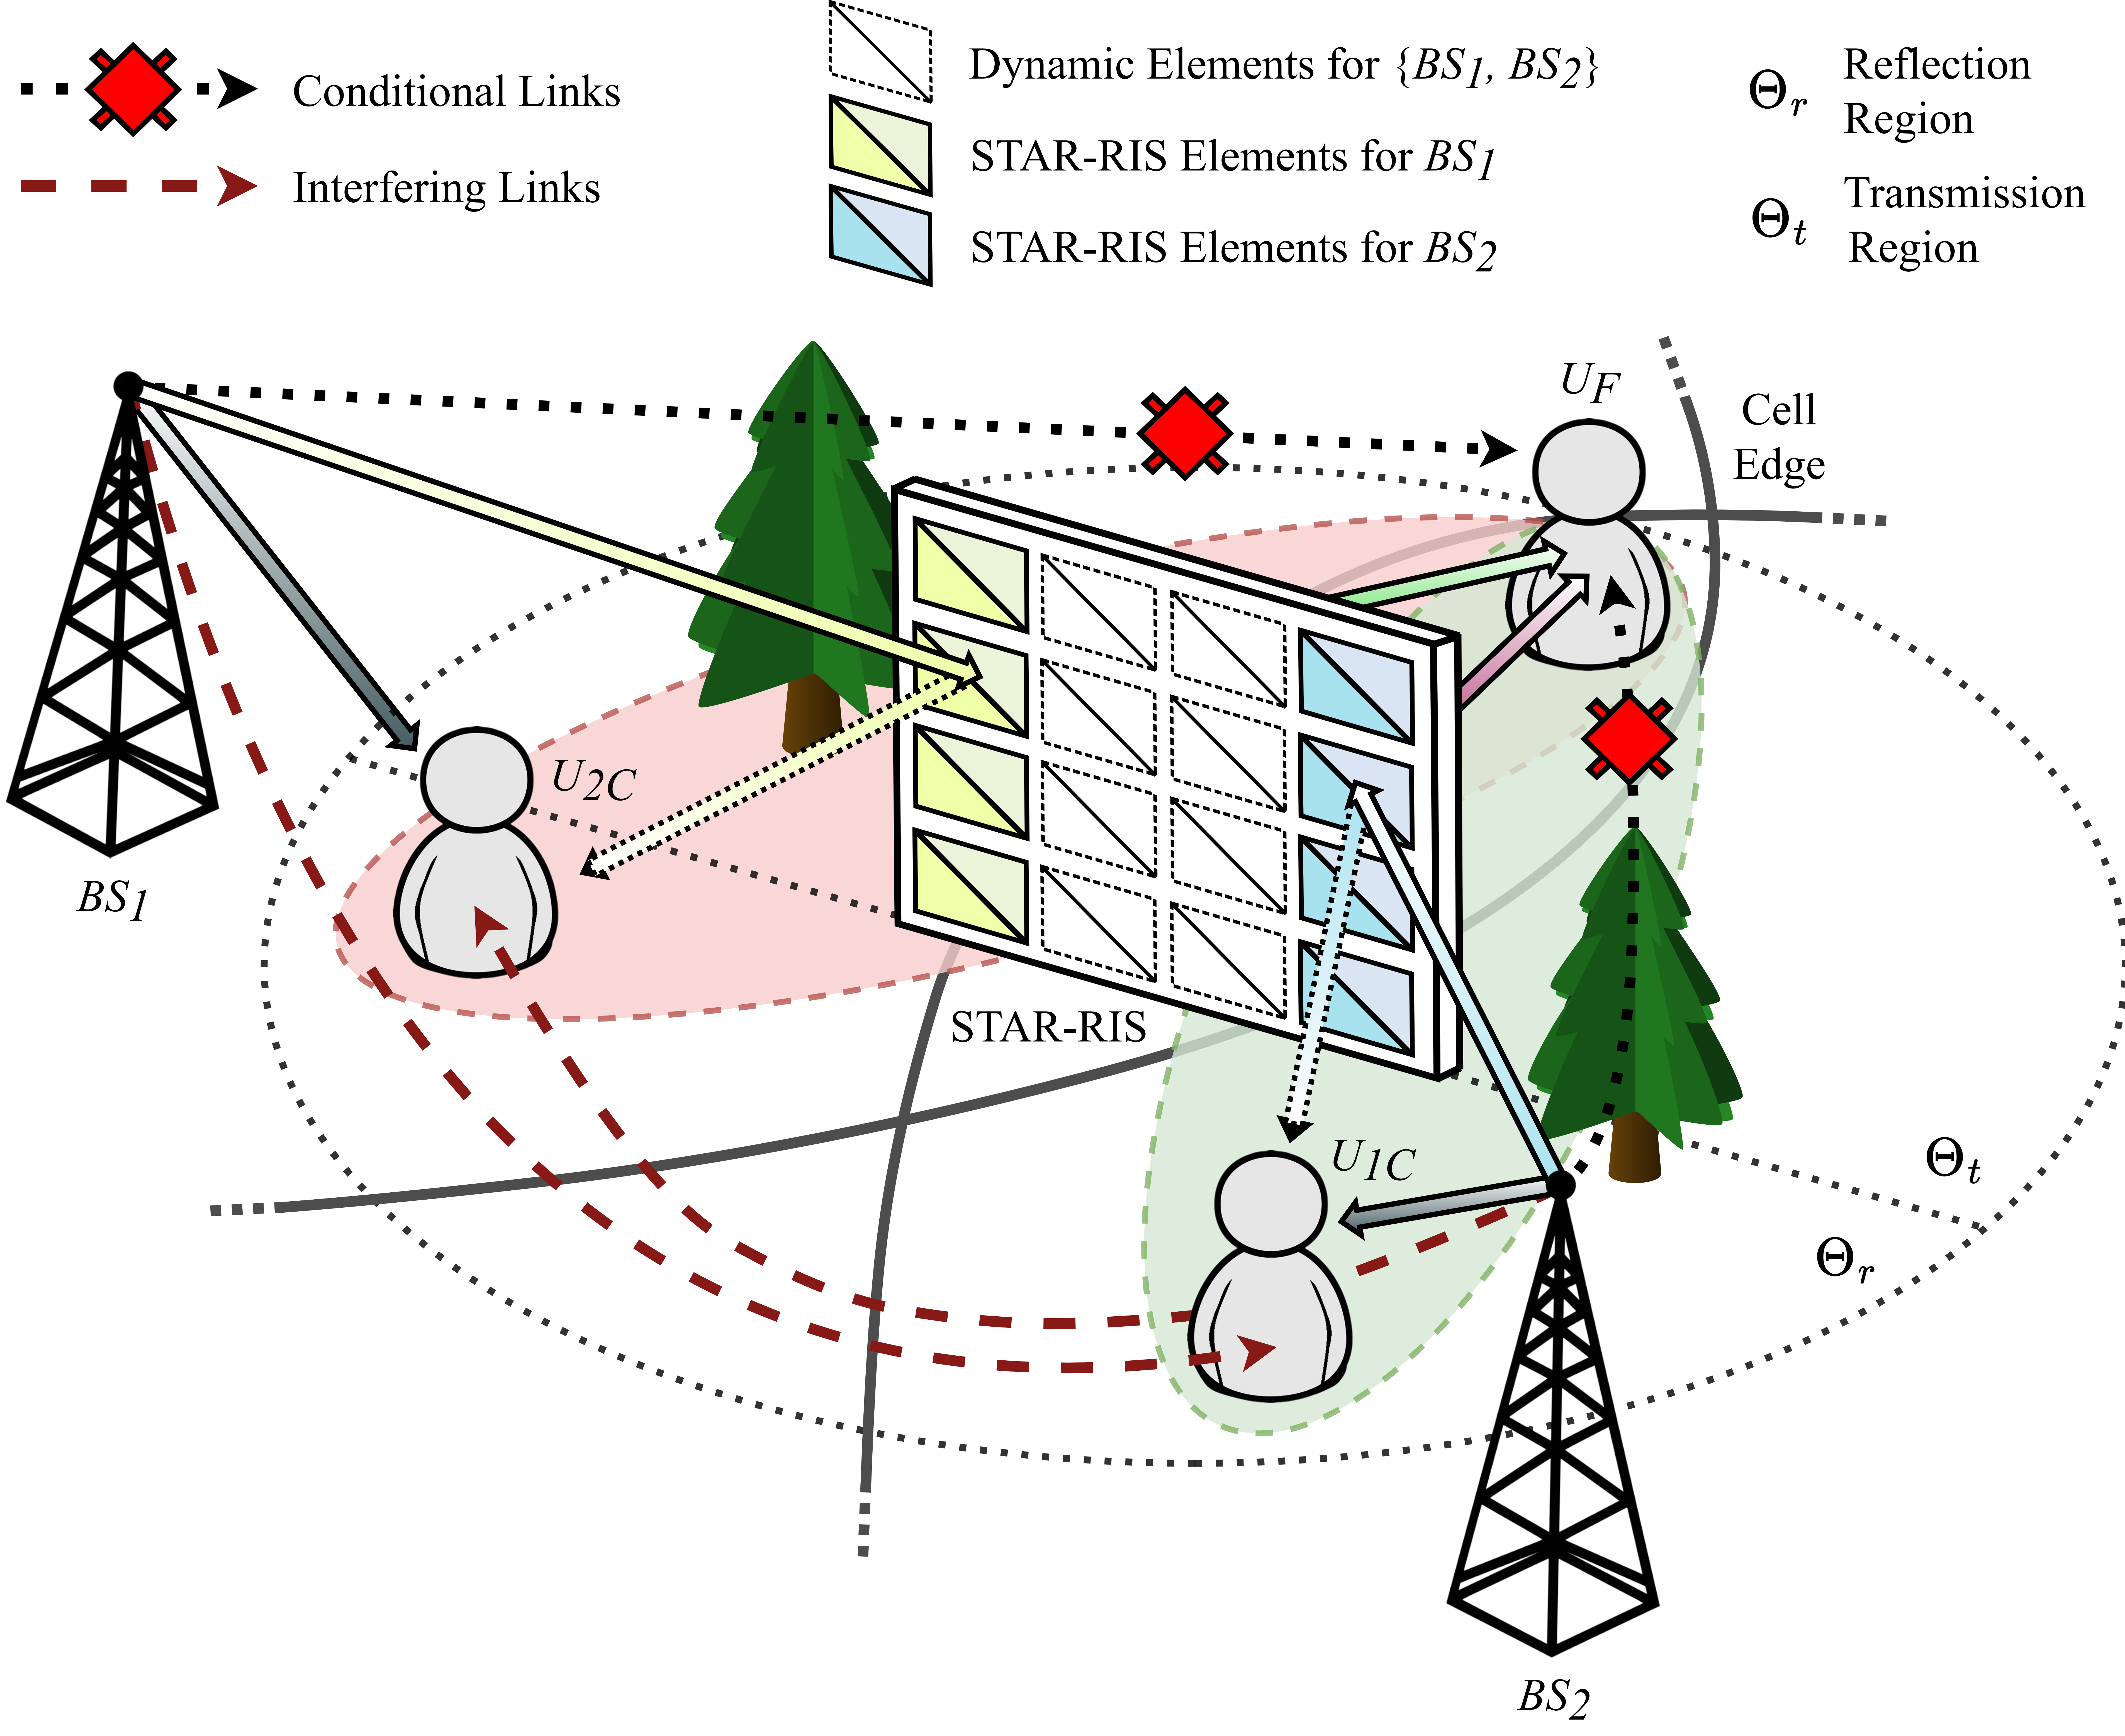 Conditional Links
Interfering Links
Dynamic Elements for {BS1, BS2}
STAR-RIS Elements for BS1
STAR-RIS Elements for BS2
Θr
Reflection
Region
Θt
Transmission
Region
UF
Cell
Edge
U2C
BS1
STAR-RIS
U1C
Θt
Θr
BS2